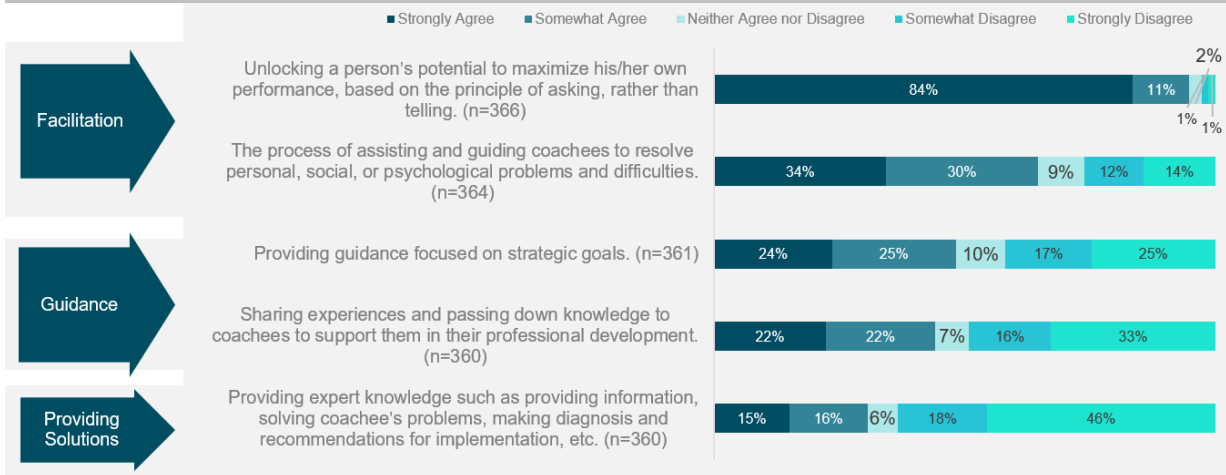 Strongly Agree
Somewhat Agree
Neither Agree nor Disagree
Somewhat Disagree
Strongly Disagree
Facilitation
Unlocking a person's potential to maximize his/her own
performance, based on the principle of asking, rather than
telling. (n=366)
84%
11%
1%
2%
1%
The process of assisting and guiding coachees to resolve
personal, social, or psychological problems and difficulties.
(n=364)
34%
30%
9%
12%
14%
Guidance
Providing guidance focused on strategic goals. (n=361)
24%
25%
10%
17%
25%
Sharing experiences and passing down knowledge to
coachees to support them in their professional development.
(n=360)
22%
22%
7%
16%
33%
Providing
Solutions
Providing expert knowledge such as providing information,
solving coachee's problems, making diagnosis and
recommendations for implementation, etc. (n=360)
15%
16%
6%
18%
46%